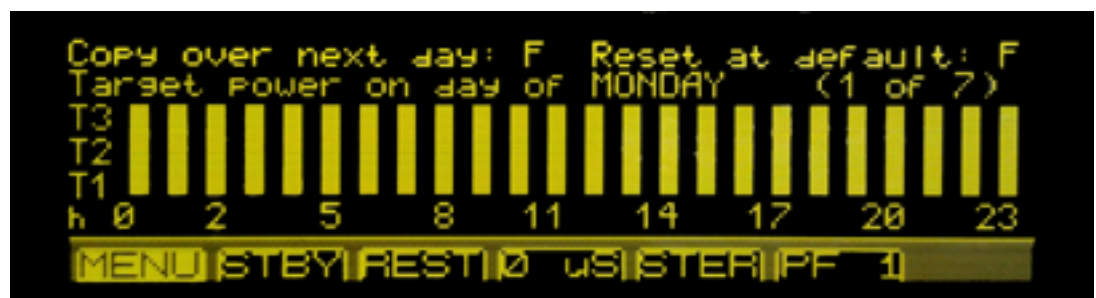 Copy over next day: F Reset at default: F
Target power on day of MONDAY (1 of 7)
T3
T2
T1
h 0 2 5 8 11 14 17 20 23
MENU STBY REST 0 uS STER PF 1